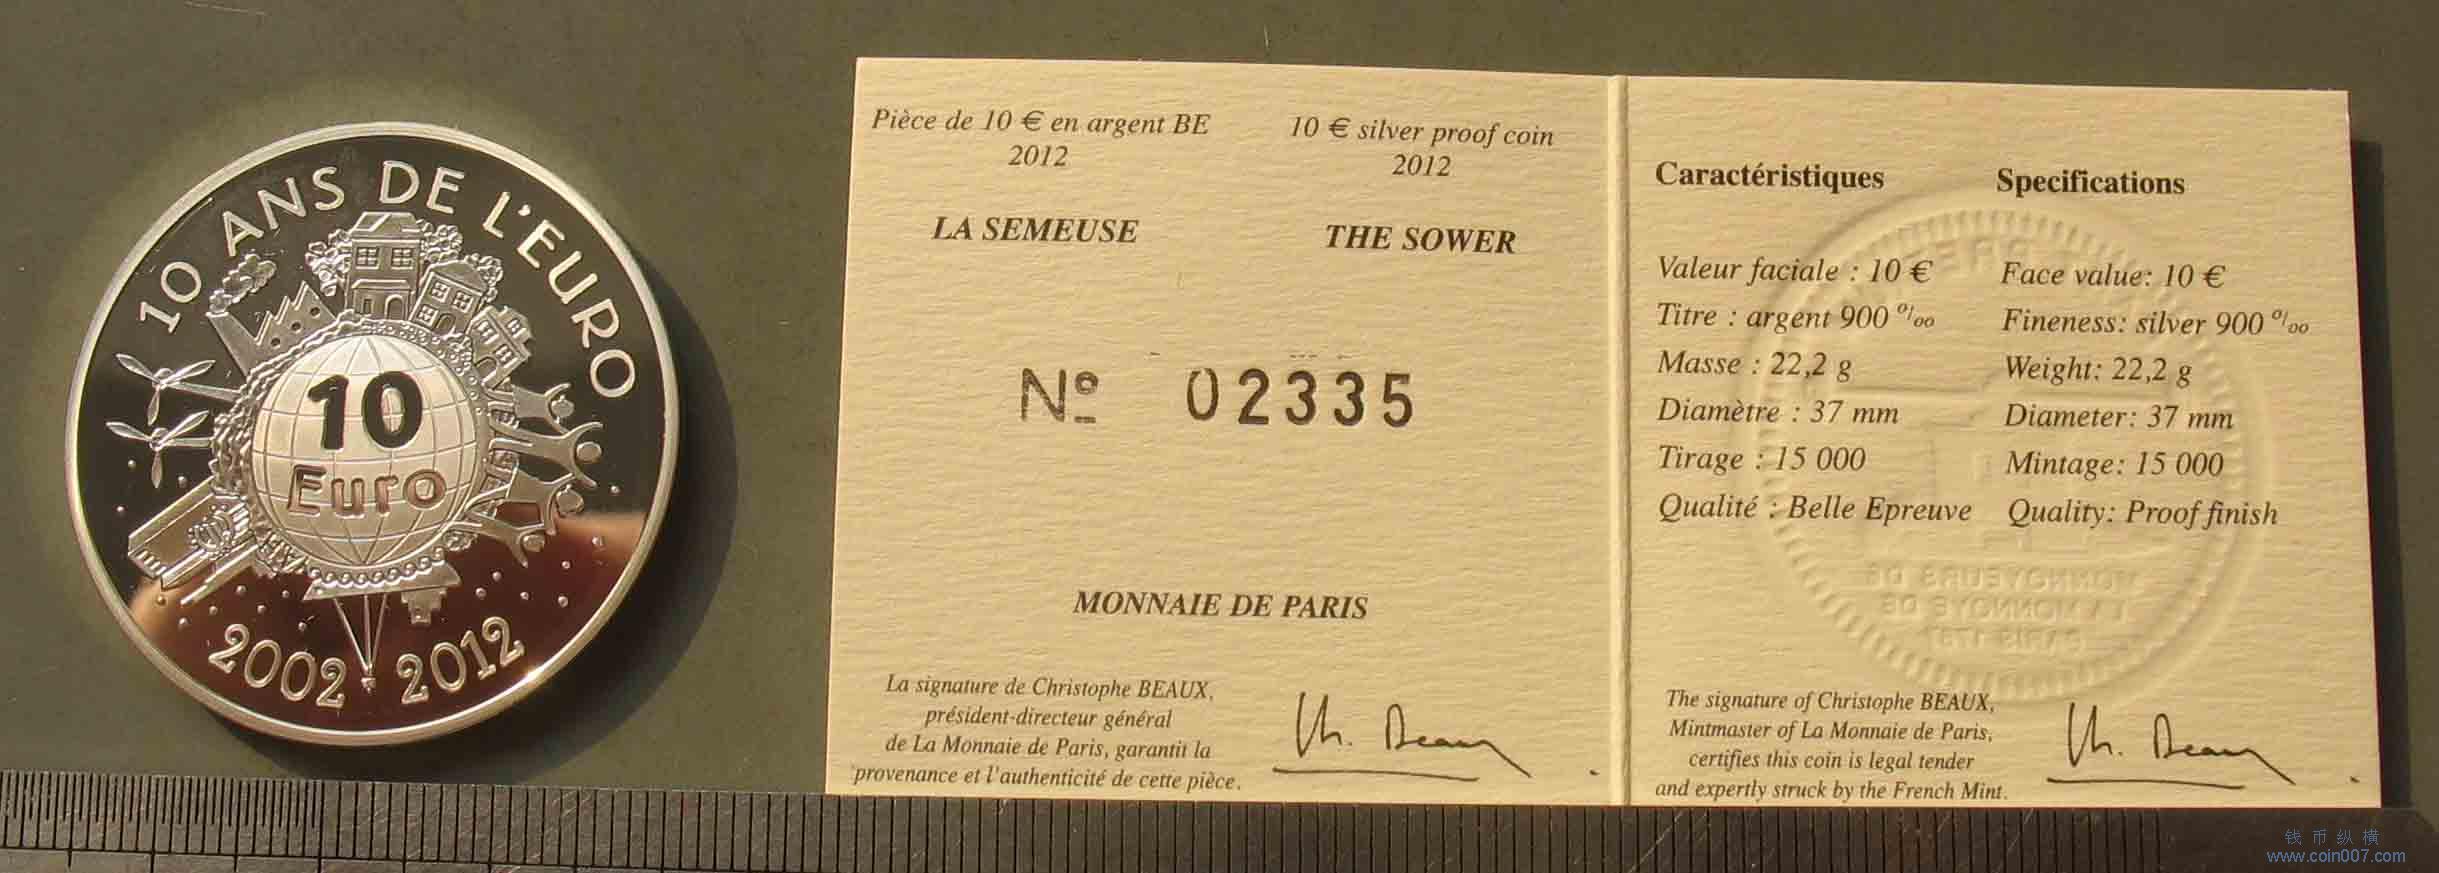 10 ANS DE L'EURO
10
Euro
2002 2012
Pièce de 10 € en argent BE
2012
LA SEMEUSE
10 € silver proof coin
2012
THE SOWER
Nº 02335
MONNAIE DE PARIS
La signature de Christophe BEAUX,
président-directeur général
de La Monnaie de Paris, garantit la
provenance et l'authenticité de cette pièce.
Ch. Beaux
Caractéristiques
Valeur faciale : 10 €
Titre : argent 900 º/ₒₒ
Masse : 22,2 g
Diamètre : 37 mm
Tirage : 15 000
Qualité : Belle Epreuve
Specifications
Face value: 10 €
Fineness: silver 900 º/ₒₒ
Weight: 22,2 g
Diameter: 37 mm
Mintage: 15 000
Quality: Proof finish
The signature of Christophe BEAUX,
Mintmaster of La Monnaie de Paris,
certifies this coin is legal tender
and expertly struck by the French Mint.
Ch. Beaux
钱币纵横
www.coin007.com